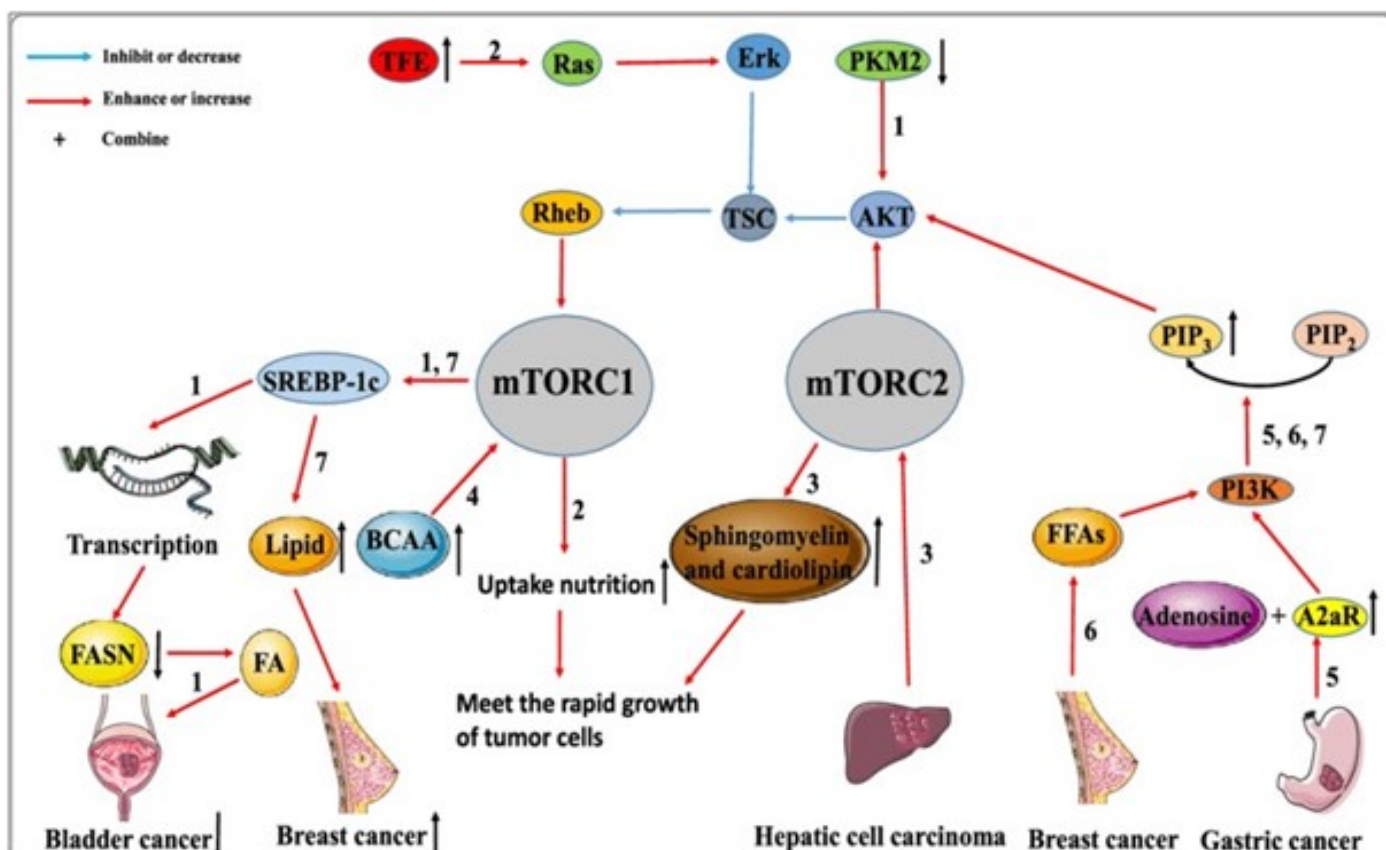 Inhibit or decrease
Enhance or increase
+ Combine
TFE
2
Ras
Erk
PKM2
1
Rheb
TSC
AKT
PIP3
PIP2
SREBP-1c
1, 7
mTORC1
mTORC2
1
7
4
2
3
3
5, 6, 7
PI3K
Transcription
Lipid
BCAA
Uptake nutrition
Sphingomyelin
and cardiolipin
FFAs
Adenosine + A2aR
6
5
FASN
FA
1
Meet the rapid growth
of tumor cells
Bladder cancer
Breast cancer
Hepatic cell carcinoma
Breast cancer
Gastric cancer